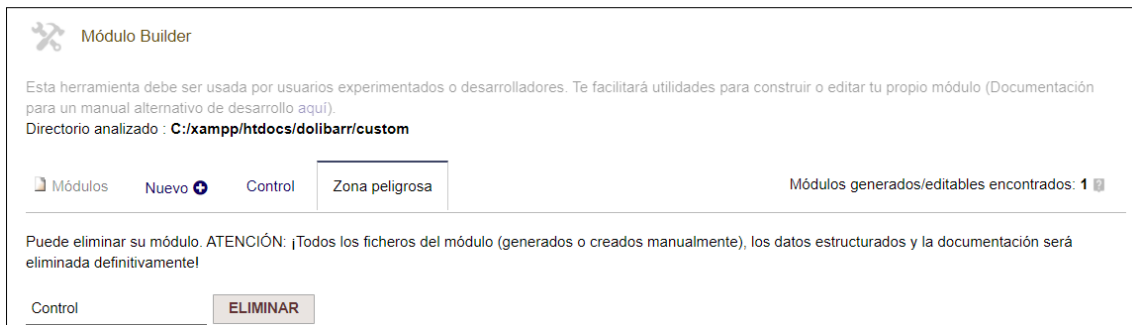 Módulo Builder
Esta herramienta debe ser usada por usuarios experimentados o desarrolladores. Te facilitará utilidades para construir o editar tu propio módulo (Documentación
para un manual alternativo de desarrollo aquí).
Directorio analizado : C:/xampp/htdocs/dolibarr/custom
Módulos Nuevo Control Zona peligrosa Módulos generados/editables encontrados: 1
Puede eliminar su módulo. ATENCIÓN: ¡Todos los ficheros del módulo (generados o creados manualmente), los datos estructurados y la documentación será
eliminada definitivamente!
Control ELIMINAR